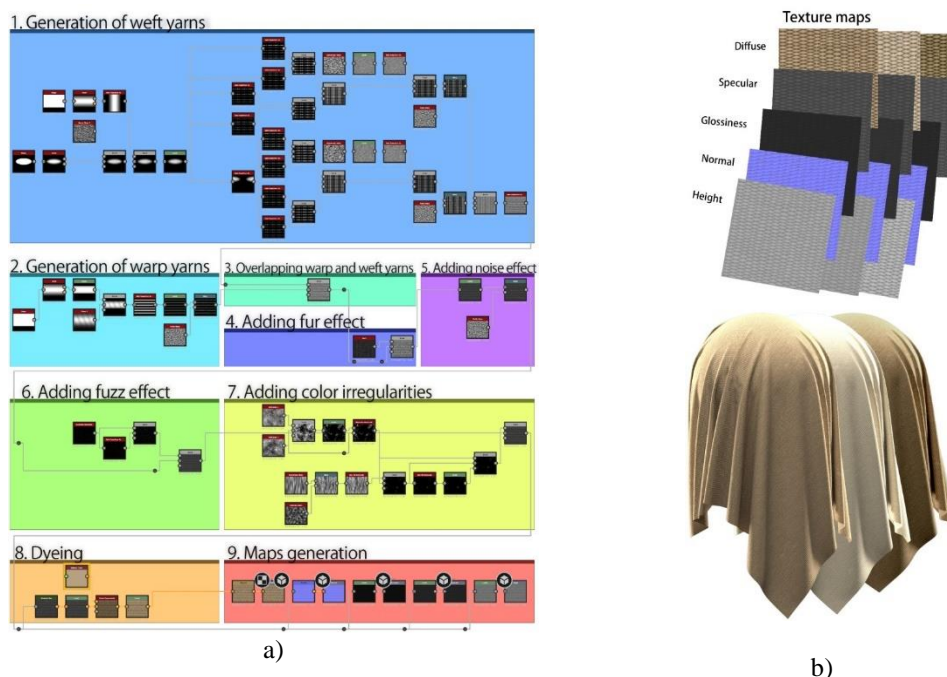 1. Generation of weft yarns
2. Generation of warp yarns
3. Overlapping warp and weft yarns
5. Adding noise effect
4. Adding fur effect
6. Adding fuzz effect
7. Adding color irregularities
8. Dyeing
9. Maps generation
a)
Texture maps
Diffuse
Specular
Glossiness
Normal
Height
b)